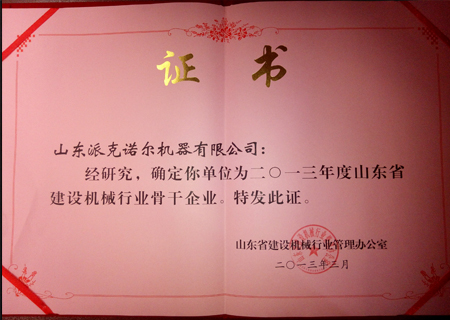 证书
山东派克诺尔机器有限公司：
经研究，确定你单位为二〇一三年度山东省
建设机械行业骨干企业。特发此证。
山东省建设机械行业管理办公室
二〇一三年三月